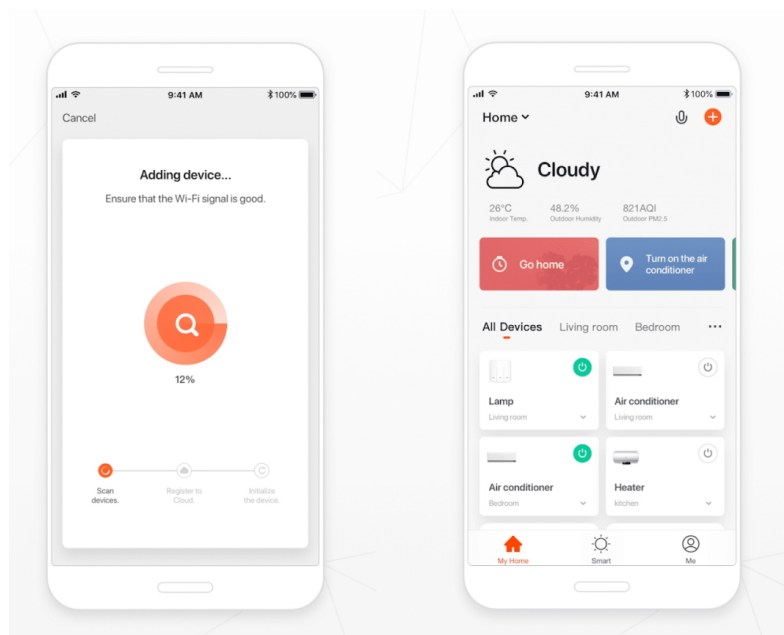 9:41 AM
100%
Cancel
Adding device...
Ensure that the Wi-Fi signal is good.
12%
Scan
devices.
Register to
Cloud.
Initialize
the device.
9:41 AM
100%
Home
Cloudy
26°C
48.2%
821AQI
Indoor Temp.
Outdoor Humidity
Outdoor PM2.5
Go home
Turn on the air
conditioner
All Devices
Living room
Bedroom
...
Lamp
Living room
Air conditioner
Living room
Air conditioner
Bedroom
Heater
kitchen
My Home
Smart
Me